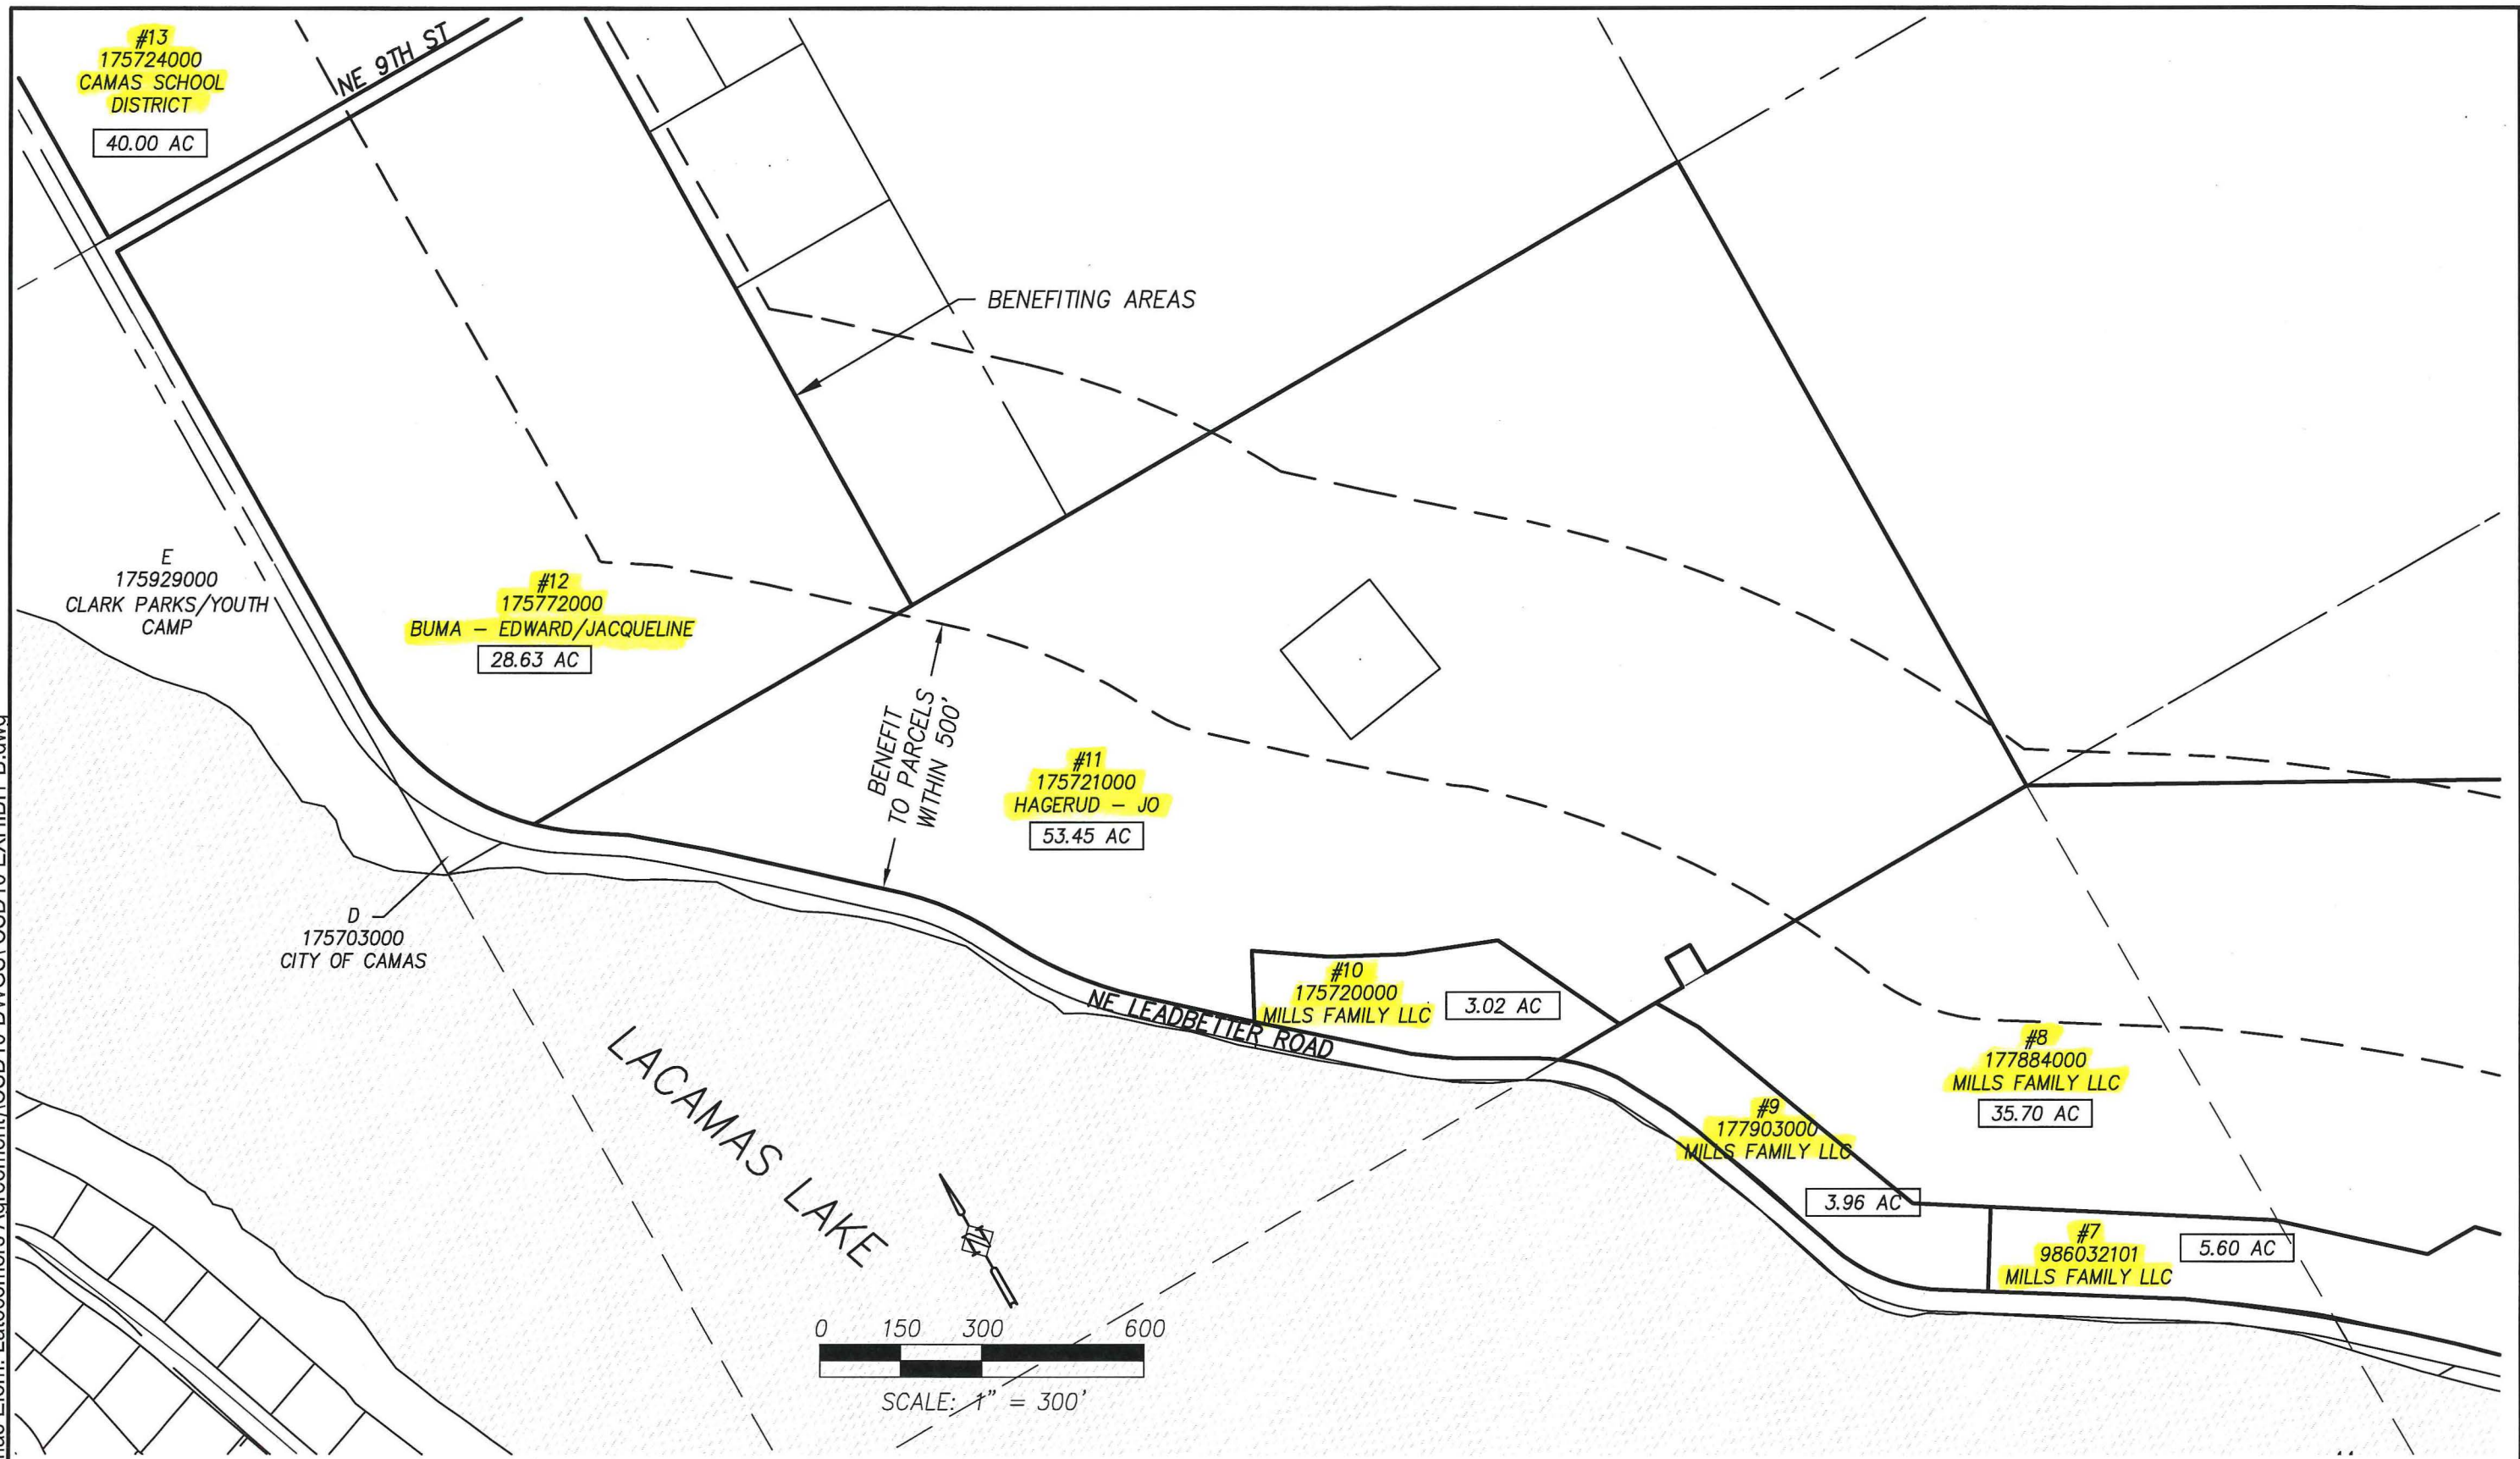 #13
175724000
CAMAS SCHOOL
DISTRICT
40.00 AC
NE 9TH ST
BENEFITING AREAS
E
175929000
CLARK PARKS/YOUTH
CAMP
#12
175772000
BUMA – EDWARD/JACQUELINE
28.63 AC
BENEFIT
TO PARCELS
WITHIN 500'
#11
175721000
HAGERUD – JO
53.45 AC
D
175703000
CITY OF CAMAS
#10
175720000
MILLS FAMILY LLC
3.02 AC
NE LEADBETTER ROAD
#8
177884000
MILLS FAMILY LLC
35.70 AC
#9
177903000
MILLS FAMILY LLC
3.96 AC
#7
986032101
MILLS FAMILY LLC
5.60 AC
LACAMAS LAKE
0 150 300 600
SCALE: 1" = 300'